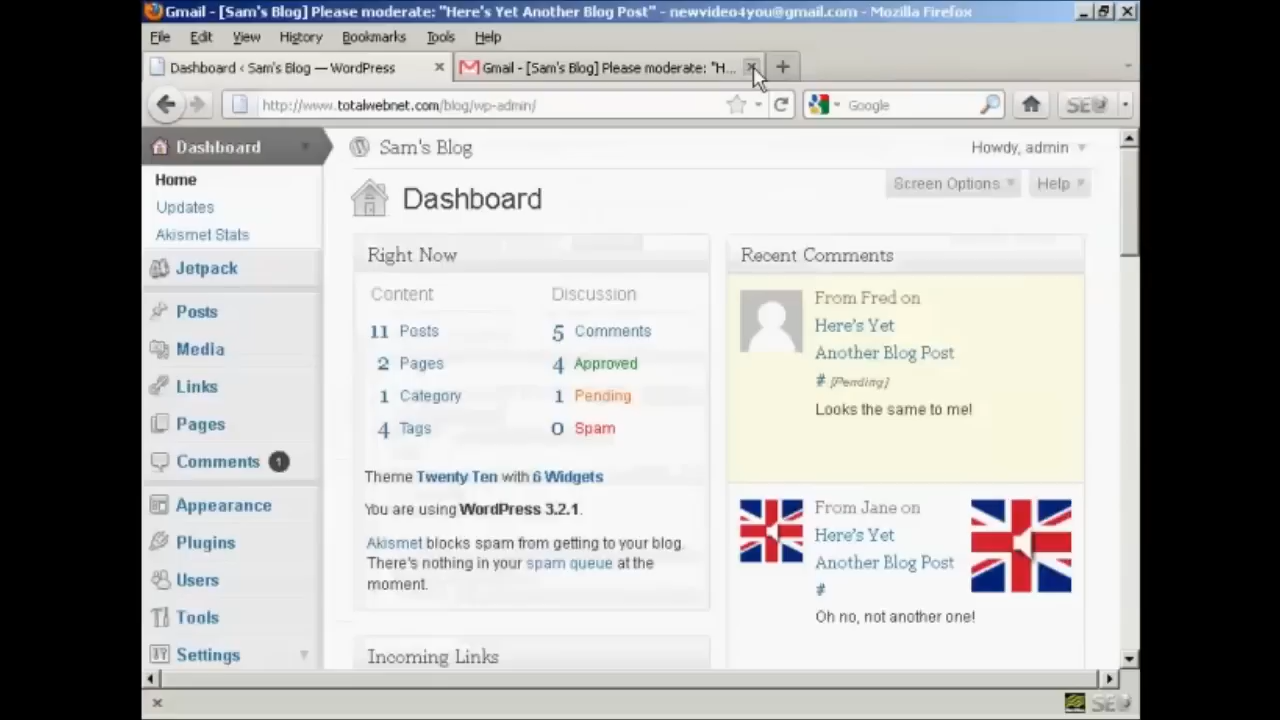 Gmail - [Sam's Blog] Please moderate: "Here's Yet Another Blog Post" - newvideo4you@gmail.com - Mozilla Firefox
File Edit View History Bookmarks Tools Help
Dashboard ‹ Sam's Blog — WordPress
Gmail - [Sam's Blog] Please moderate: "H...
http://www.totalwebnet.com/blog/wp-admin/
Google
SE
Dashboard
Sam's Blog
Howdy, admin
Home
Updates
Akismet Stats
Jetpack
Posts
Media
Links
Pages
Comments 1
Appearance
Plugins
Users
Tools
Settings
Dashboard
Screen Options
Help
Right Now
Content
Discussion
11 Posts
5 Comments
2 Pages
4 Approved
1 Category
1 Pending
4 Tags
0 Spam
Theme Twenty Ten with 6 Widgets
You are using WordPress 3.2.1.
Akismet blocks spam from getting to your blog.
There's nothing in your spam queue at the
moment.
Incoming Links
Recent Comments
From Fred on
Here's Yet
Another Blog Post
# [Pending]
Looks the same to me!
From Jane on
Here's Yet
Another Blog Post
#
Oh no, not another one!
SE